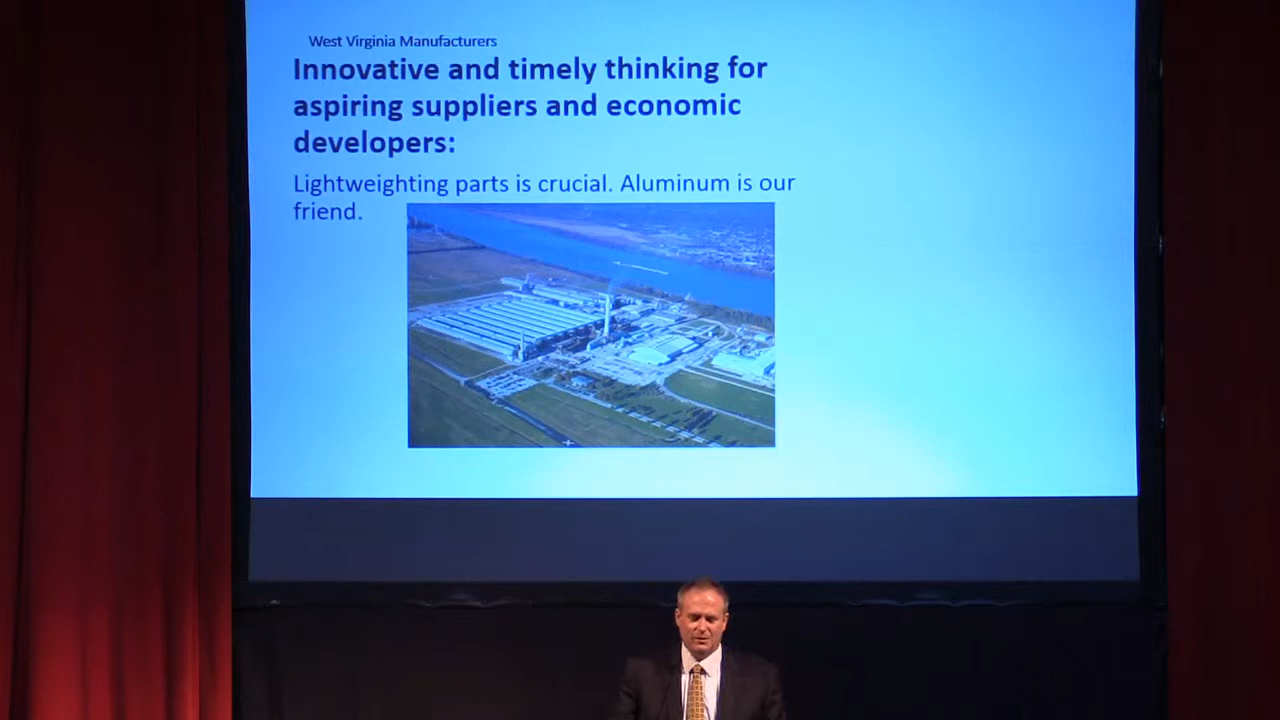 West Virginia Manufacturers
Innovative and timely thinking for
aspiring suppliers and economic
developers:
Lightweighting parts is crucial. Aluminum is our
friend.